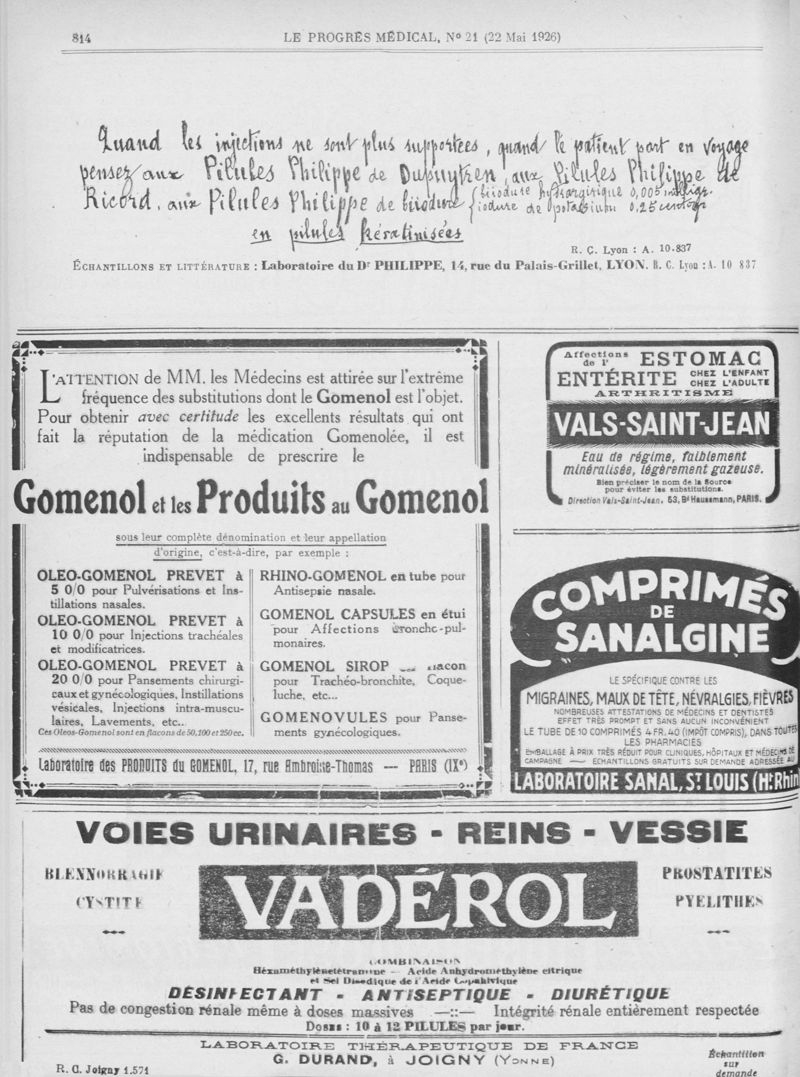 814
LE PROGRÈS MÉDICAL, Nº 21 (22 Mai 1926)
Quand les injections ne sont plus supportées, quand le patient part en voyage
pensez aux Pilules Philippe de Dupuytren, aux Pilules Philippe de
Ricord, aux Pilules Philippe de biiodure { biiodure hydrargirique 0,005 milligr.
iodure de potassium 0,25 centigr
en pilules kératinisées
R. C. Lyon : A. 10.837
ÉCHANTILLONS ET LITTÉRATURE : Laboratoire du Dr PHILIPPE, 14, rue du Palais-Grillet, LYON. R. C. Lyon : A. 10 837
L'ATTENTION de MM. les Médecins est attirée sur l'extrême
fréquence des substitutions dont le Gomenol est l'objet.
Pour obtenir avec certitude les excellents résultats qui ont
fait la réputation de la médication Gomenolée, il est
indispensable de prescrire le
Gomenol et les Produits au Gomenol
sous leur complète dénomination et leur appellation
d'origine, c'est-à-dire, par exemple :
OLEO-GOMENOL PREVET à
5 0/0 pour Pulvérisations et Ins-
tillations nasales.
OLEO-GOMENOL PREVET à
10 0/0 pour Injections trachéales
et modificatrices.
OLEO-GOMENOL PREVET à
20 0/0 pour Pansements chirurgi-
caux et gynécologiques, Instillations
vésicales, Injections intra-muscu-
laires, Lavements, etc...
Ces Oleos-Gomenol sont en flacons de 50, 100 et 250 cc.
RHINO-GOMENOL en tube pour
Antisepsie nasale.
GOMENOL CAPSULES en étui
pour Affections broncho-pul-
monaires.
GOMENOL SIROP flacon
pour Trachéo-bronchite, Coque-
luche, etc...
GOMENOVULES pour Panse-
ments gynécologiques.
Laboratoire des PRODUITS du GOMENOL, 17, rue Ambroise-Thomas — PARIS (IXe)
Affections de l' ESTOMAC
ENTÉRITE CHEZ L'ENFANT
CHEZ L'ADULTE
ARTHRITISME
VALS-SAINT-JEAN
Eau de régime, faiblement
minéralisée, légèrement gazeuse.
Bien préciser le nom de la Source
pour éviter les substitutions.
Direction Vals-Saint-Jean, 53, Bd Haussmann, PARIS.
COMPRIMÉS
DE
SANALGINE
LE SPÉCIFIQUE CONTRE LES
MIGRAINES, MAUX DE TÊTE, NÉVRALGIES, FIÈVRES
NOMBREUSES ATTESTATIONS DE MÉDECINS ET DENTISTES
EFFET TRÈS PROMPT ET SANS AUCUN INCONVÉNIENT
LE TUBE DE 10 COMPRIMÉS 4 FR. 40 (IMPÔT COMPRIS), DANS TOUTES
LES PHARMACIES
EMBALLAGE À PRIX TRÈS RÉDUIT POUR CLINIQUES, HÔPITAUX ET MÉDECINS DE
CAMPAGNE — ECHANTILLONS GRATUITS SUR DEMANDE ADRESSÉE AU
LABORATOIRE SANAL, ST LOUIS (Ht Rhin
VOIES URINAIRES - REINS - VESSIE
BLENNORRAGIE
CYSTITE
VADÉROL
PROSTATITES
PYELITHES
COMBINAISON
Héxaméthylènetétramine — Acide Anhydrométhylène citrique
et Sel Disodique de l'Acide Copahivique
DÉSINFECTANT - ANTISEPTIQUE - DIURÉTIQUE
Pas de congestion rénale même à doses massives —::— Intégrité rénale entièrement respectée
Doses : 10 à 12 PILULES par jour.
LABORATOIRE THÉRAPEUTIQUE DE FRANCE
G. DURAND, à JOIGNY (YONNE)
R. C. Joigny 1.571
Échantillon
sur
demande